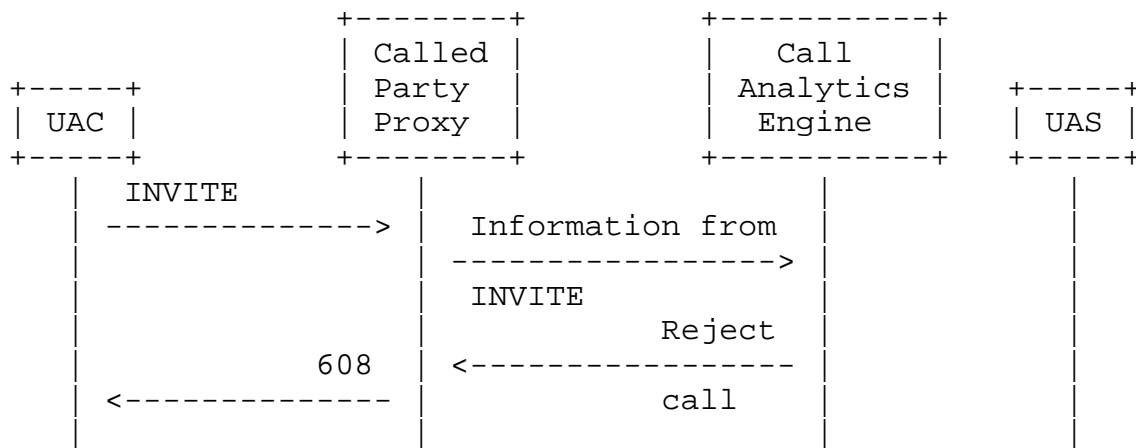 Called Call
Party Analytics
UAC Proxy Engine UAS
INVITE
Information from
INVITE
Reject
608
call